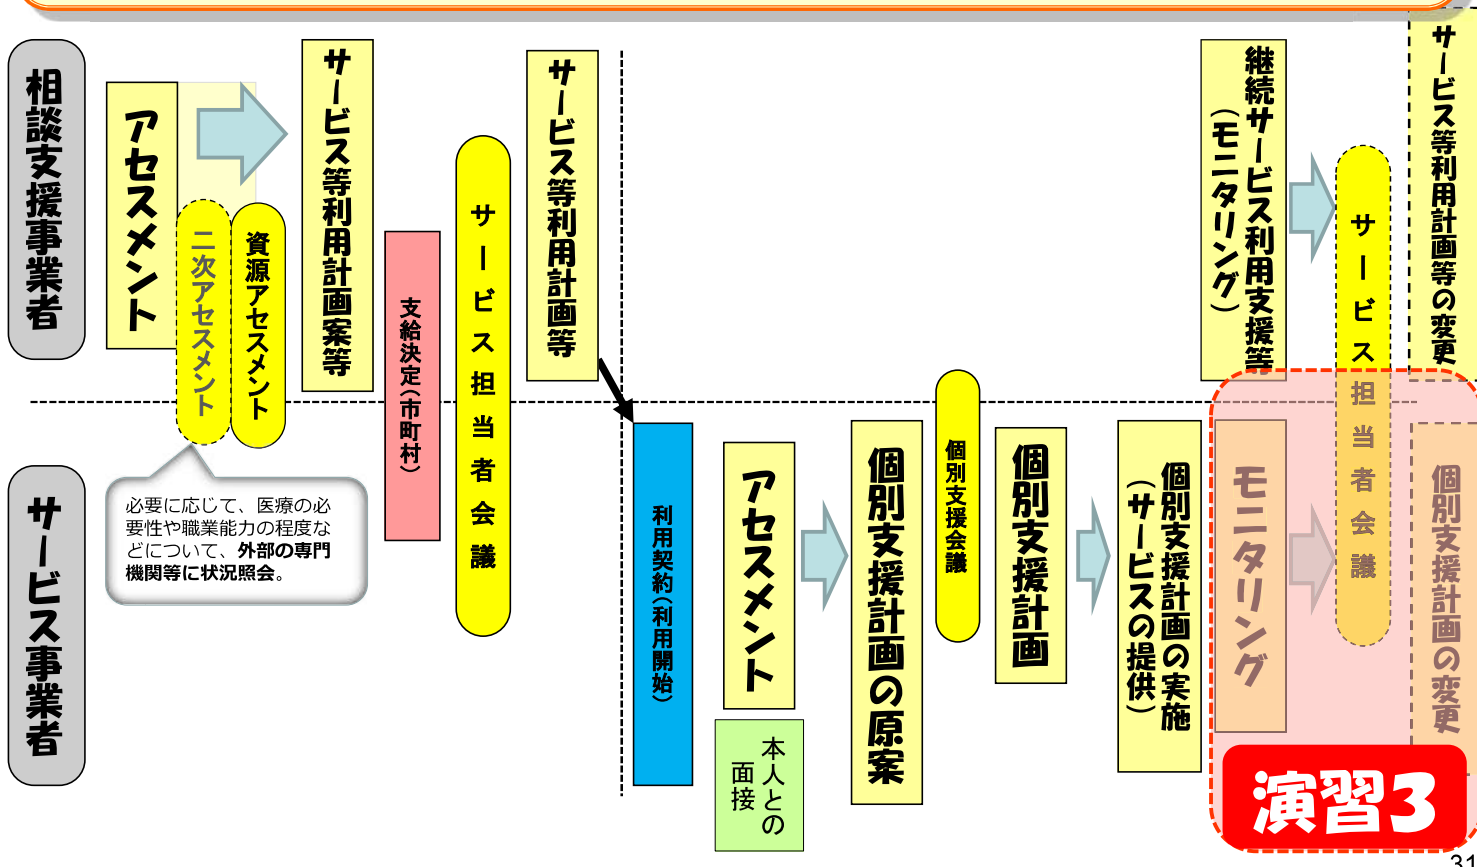 相談支援事業者
アセスメント
二次アセスメント
資源アセスメント
サービス等利用計画案等
支給決定(市町村)
サービス担当者会議
サービス等利用計画等
継続サービス利用支援等
(モニタリング)
サービス担当者会議
サービス等利用計画等の変更
サービス事業者
必要に応じて、医療の必
要性や職業能力の程度な
どについて、外部の専門
機関等に状況照会。
利用契約(利用開始)
アセスメント
本人との
面接
個別支援計画の原案
個別支援会議
個別支援計画
個別支援計画の実施
(サービスの提供)
モニタリング
個別支援計画の変更
演習3
31